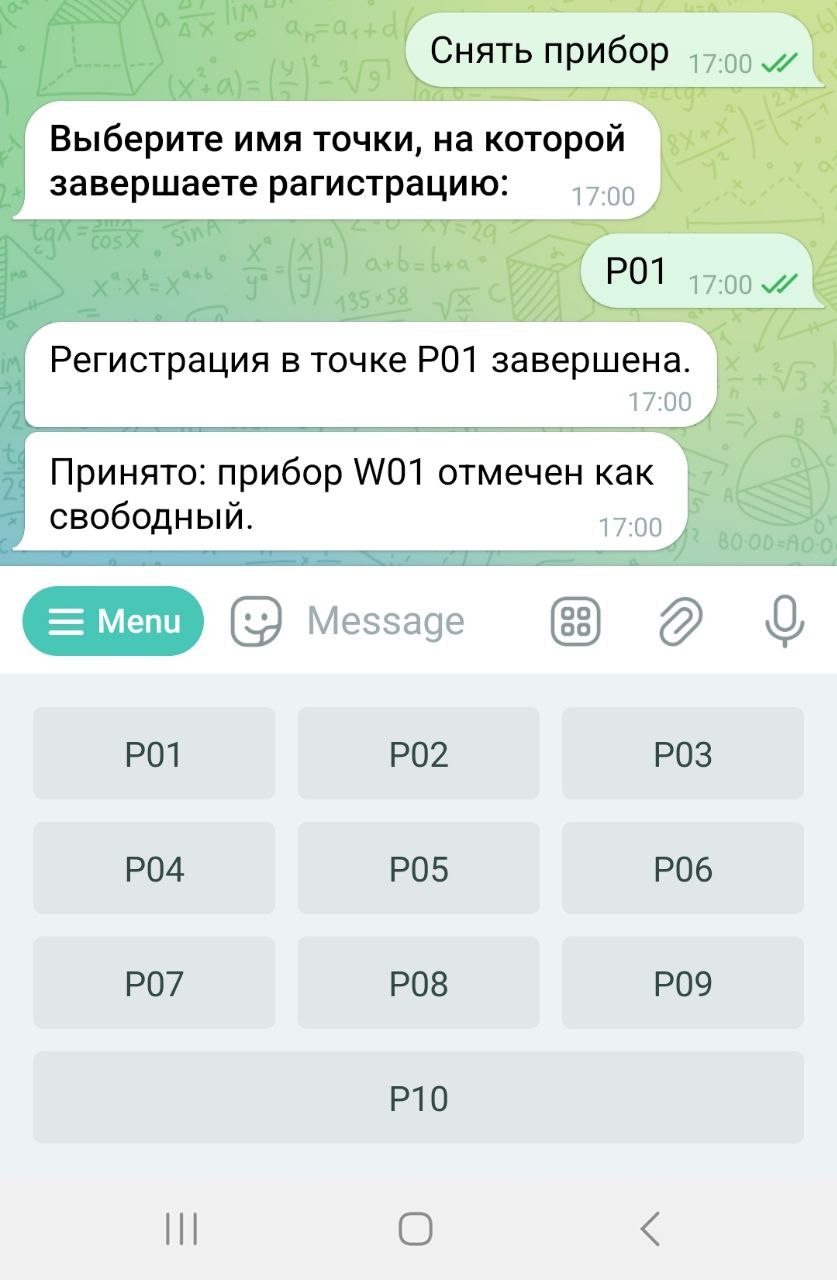 Снять прибор 17:00
Выберите имя точки, на которой
завершаете рагистрацию: 17:00
P01 17:00
Регистрация в точке P01 завершена.
17:00
Принято: прибор W01 отмечен как
свободный. 17:00
Menu Message
P01 P02 P03
P04 P05 P06
P07 P08 P09
P10